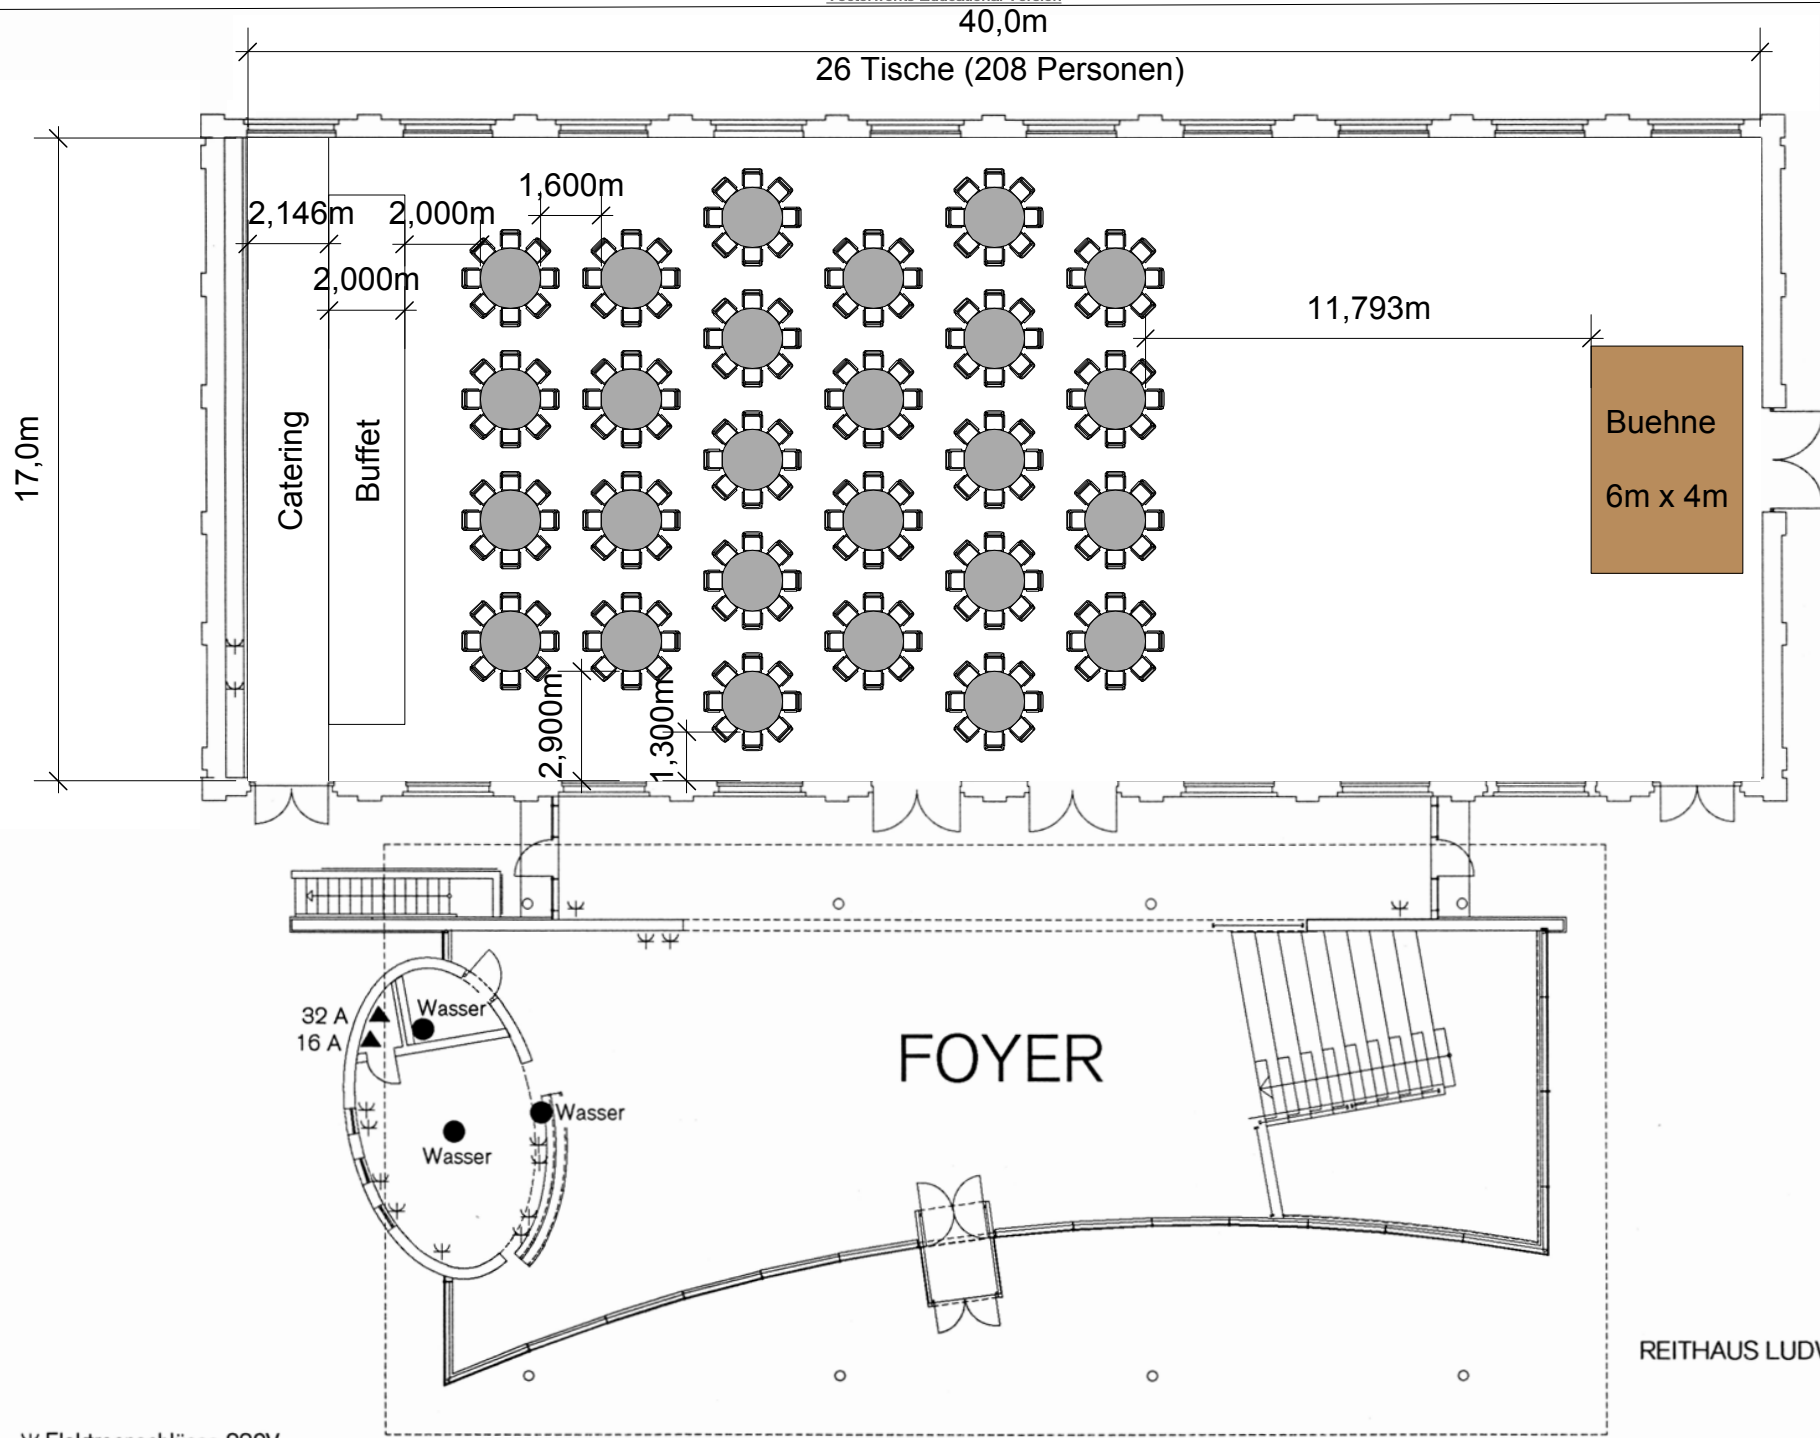 40,0m
26 Tische (208 Personen)
1,600m
2,146m
2,000m
2,000m
11,793m
17,0m
Catering
Buffet
Buehne
6m x 4m
2,900m
1,300m
32 A
16 A
Wasser
Wasser
Wasser
FOYER
REITHAUS